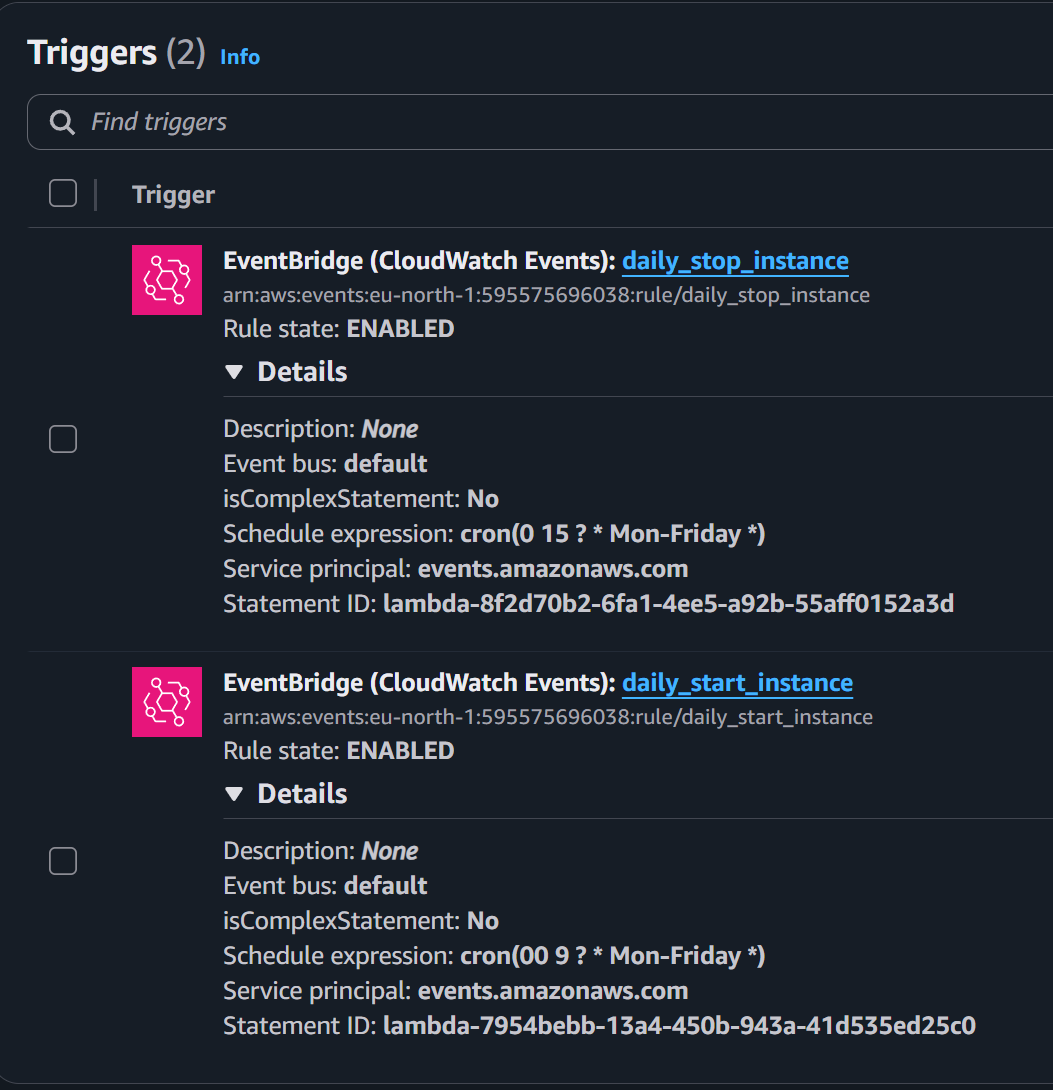 Triggers (2) Info
Find triggers
Trigger
EventBridge (CloudWatch Events): daily_stop_instance
arn:aws:events:eu-north-1:595575696038:rule/daily_stop_instance
Rule state: ENABLED
Details
Description: None
Event bus: default
isComplexStatement: No
Schedule expression: cron(0 15 ? * Mon-Friday *)
Service principal: events.amazonaws.com
Statement ID: lambda-8f2d70b2-6fa1-4ee5-a92b-55aff0152a3d
EventBridge (CloudWatch Events): daily_start_instance
arn:aws:events:eu-north-1:595575696038:rule/daily_start_instance
Rule state: ENABLED
Details
Description: None
Event bus: default
isComplexStatement: No
Schedule expression: cron(00 9 ? * Mon-Friday *)
Service principal: events.amazonaws.com
Statement ID: lambda-7954bebb-13a4-450b-943a-41d535ed25c0